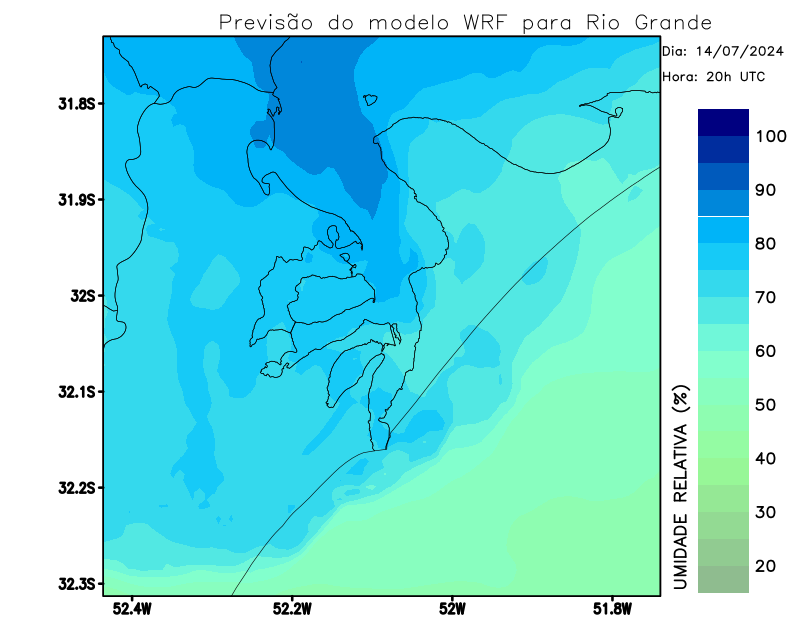 Previsão do modelo WRF para Rio Grande
Dia: 14/07/2024
Hora: 20h UTC
31.8S
31.9S
32S
32.1S
32.2S
32.3S
52.4W
52.2W
52W
51.8W
100
90
80
70
60
50
40
30
20
UMIDADE RELATIVA (%)